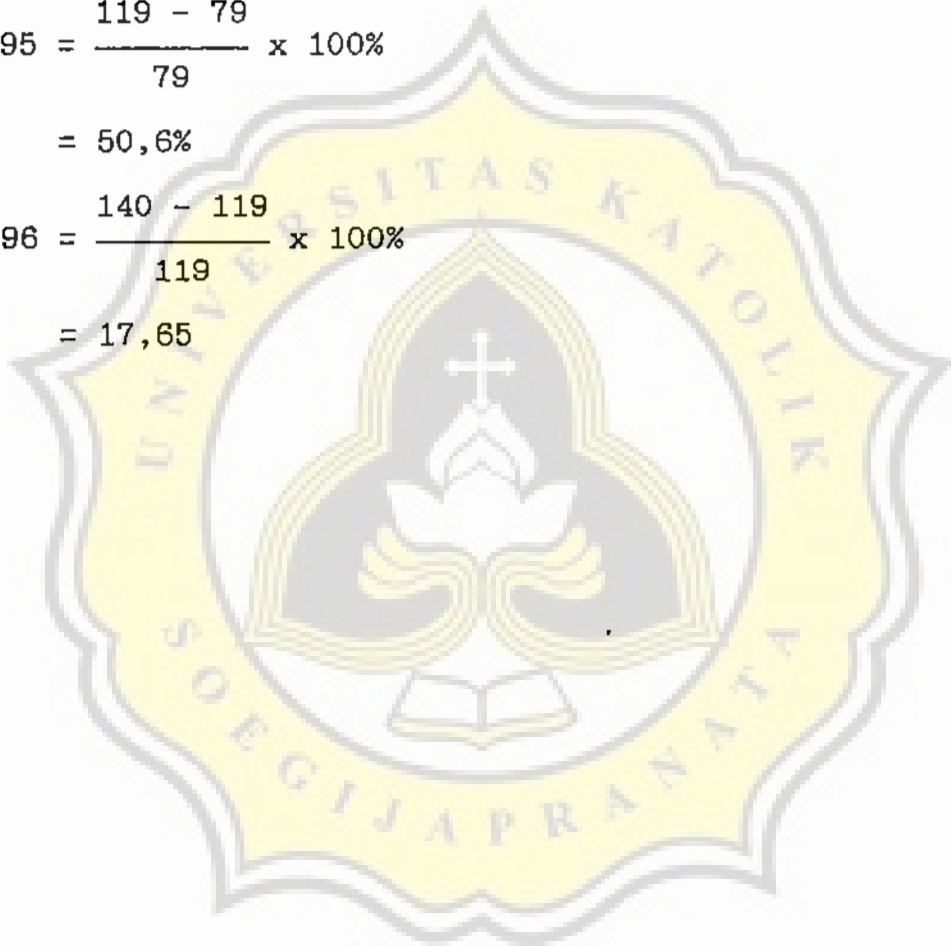 119 - 79
95 = ――― x 100%
79
= 50,6%
140 - 119
96 = ――― x 100%
119
= 17,65
UNIVERSITAS KATOLIK
SOEGIJAPRANATA